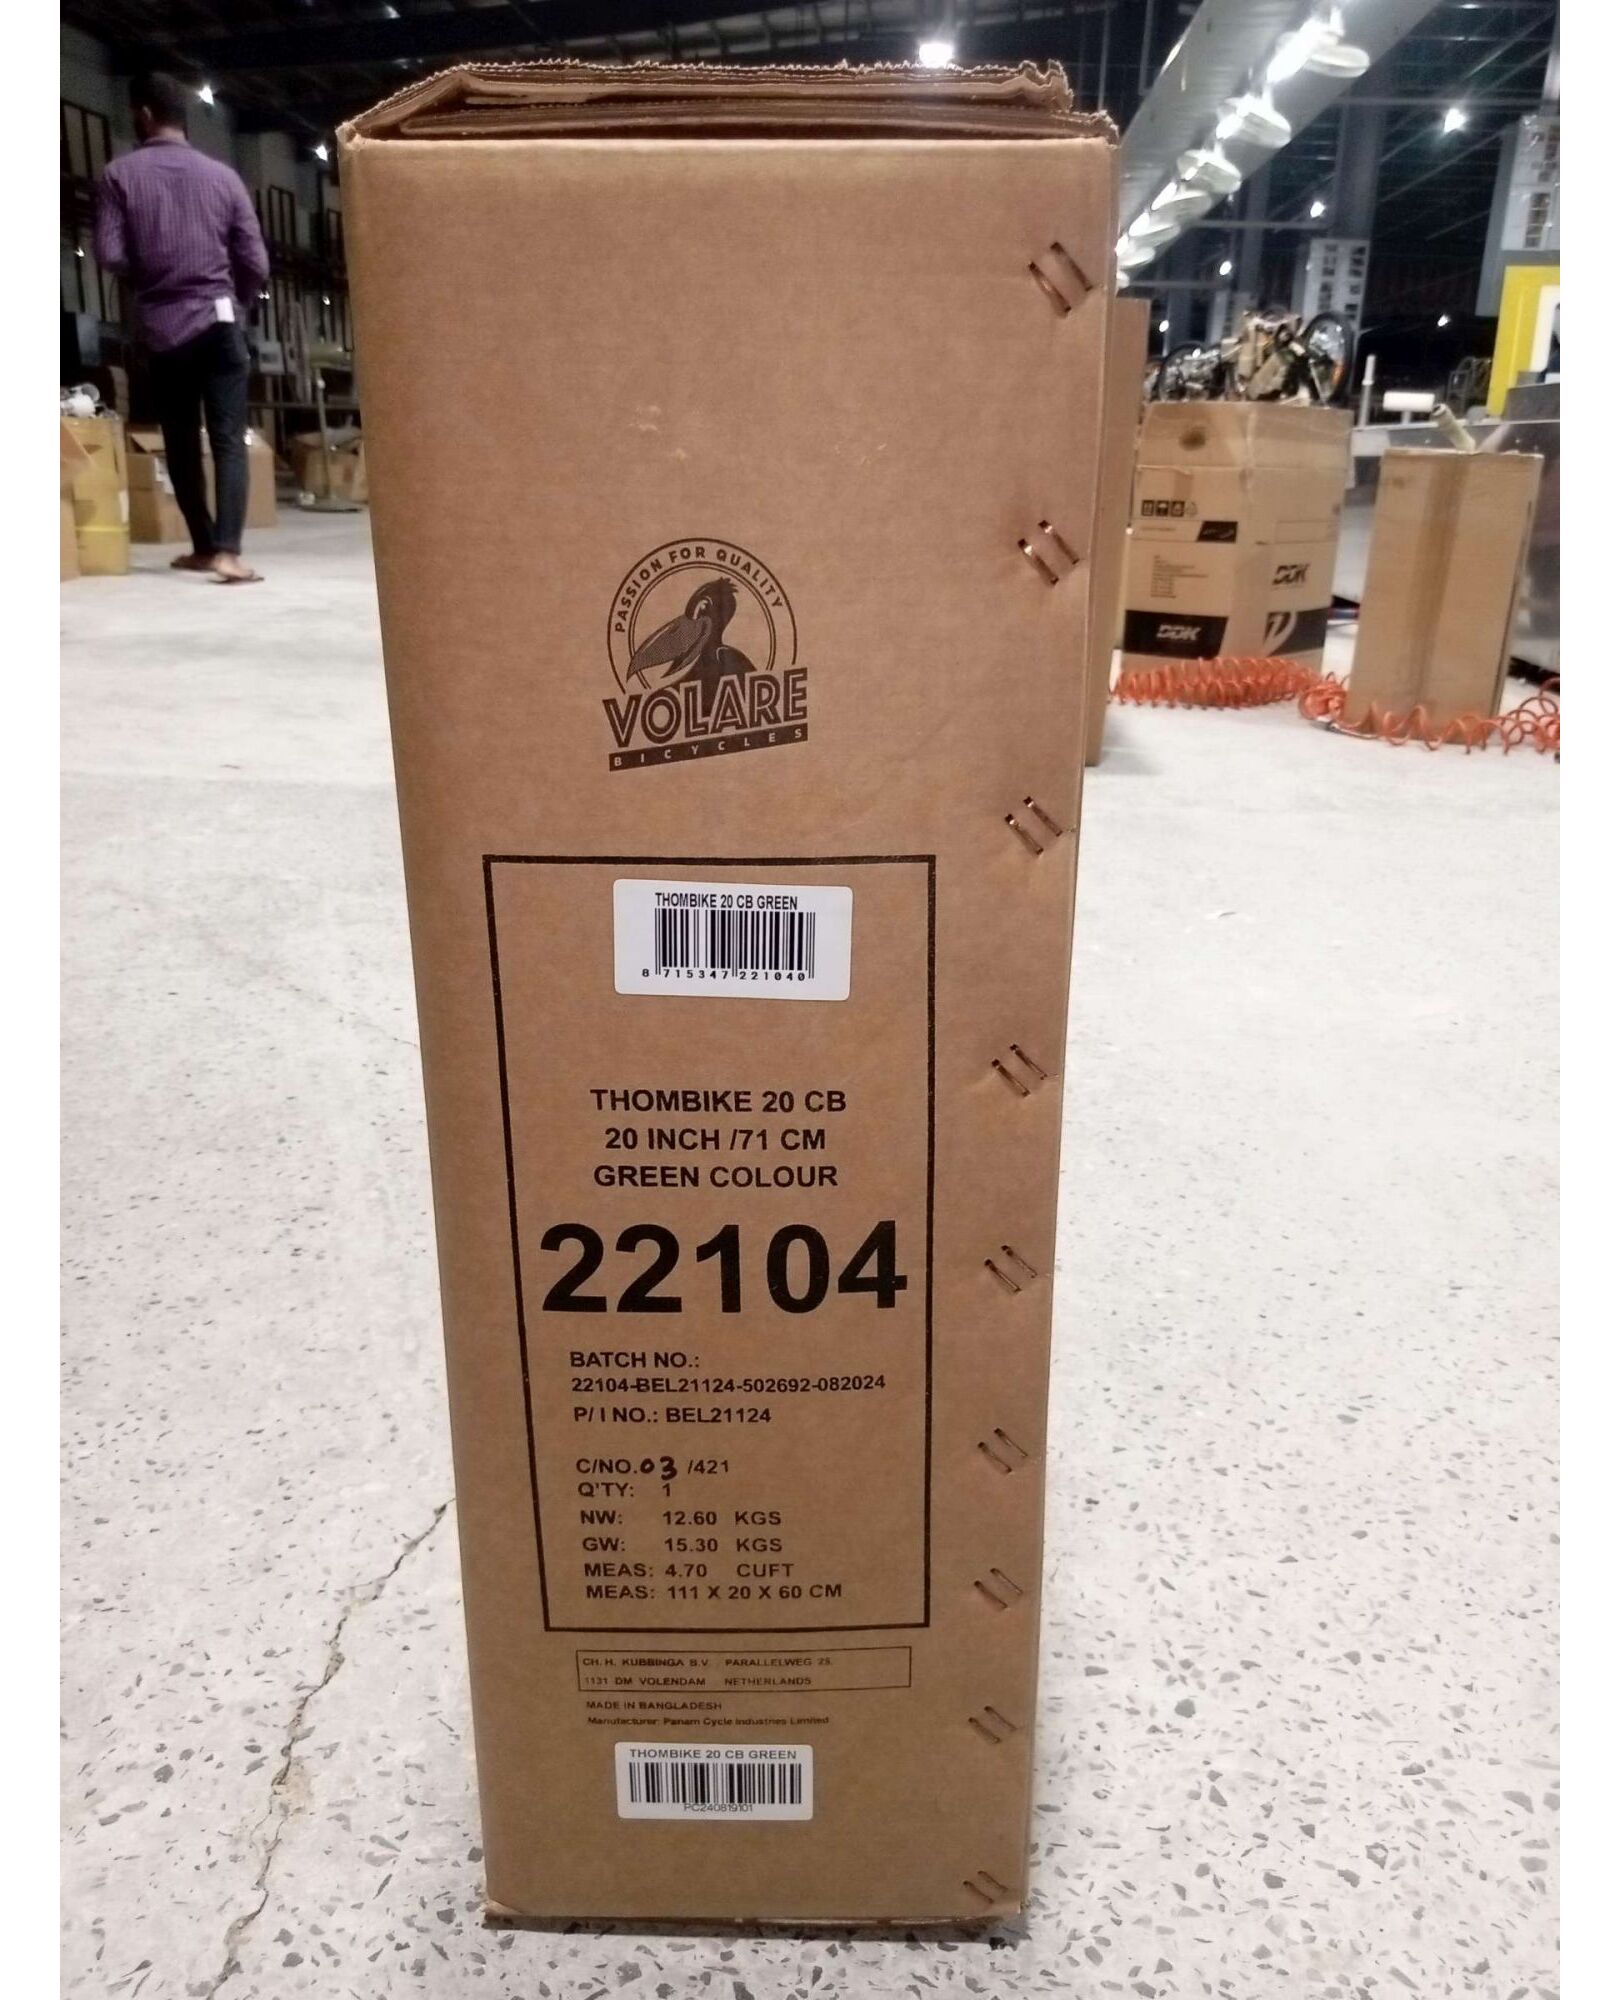 PASSION FOR QUALITY
VOLARE
BICYCLES
THOMBIKE 20 CB GREEN
8 715347 221040
THOMBIKE 20 CB
20 INCH /71 CM
GREEN COLOUR
22104
BATCH NO.:
22104-BEL21124-502692-082024
P/ I NO.: BEL21124
C/NO.03 /421
Q'TY: 1
NW: 12.60 KGS
GW: 15.30 KGS
MEAS: 4.70 CUFT
MEAS: 111 X 20 X 60 CM
CH. H. KUBBINGA B.V. PARALLELWEG 25.
1131 DM VOLENDAM NETHERLANDS
MADE IN BANGLADESH
Manufacturer: Panam Cycle Industries Limited
THOMBIKE 20 CB GREEN
PC240819101
DDK
DDK